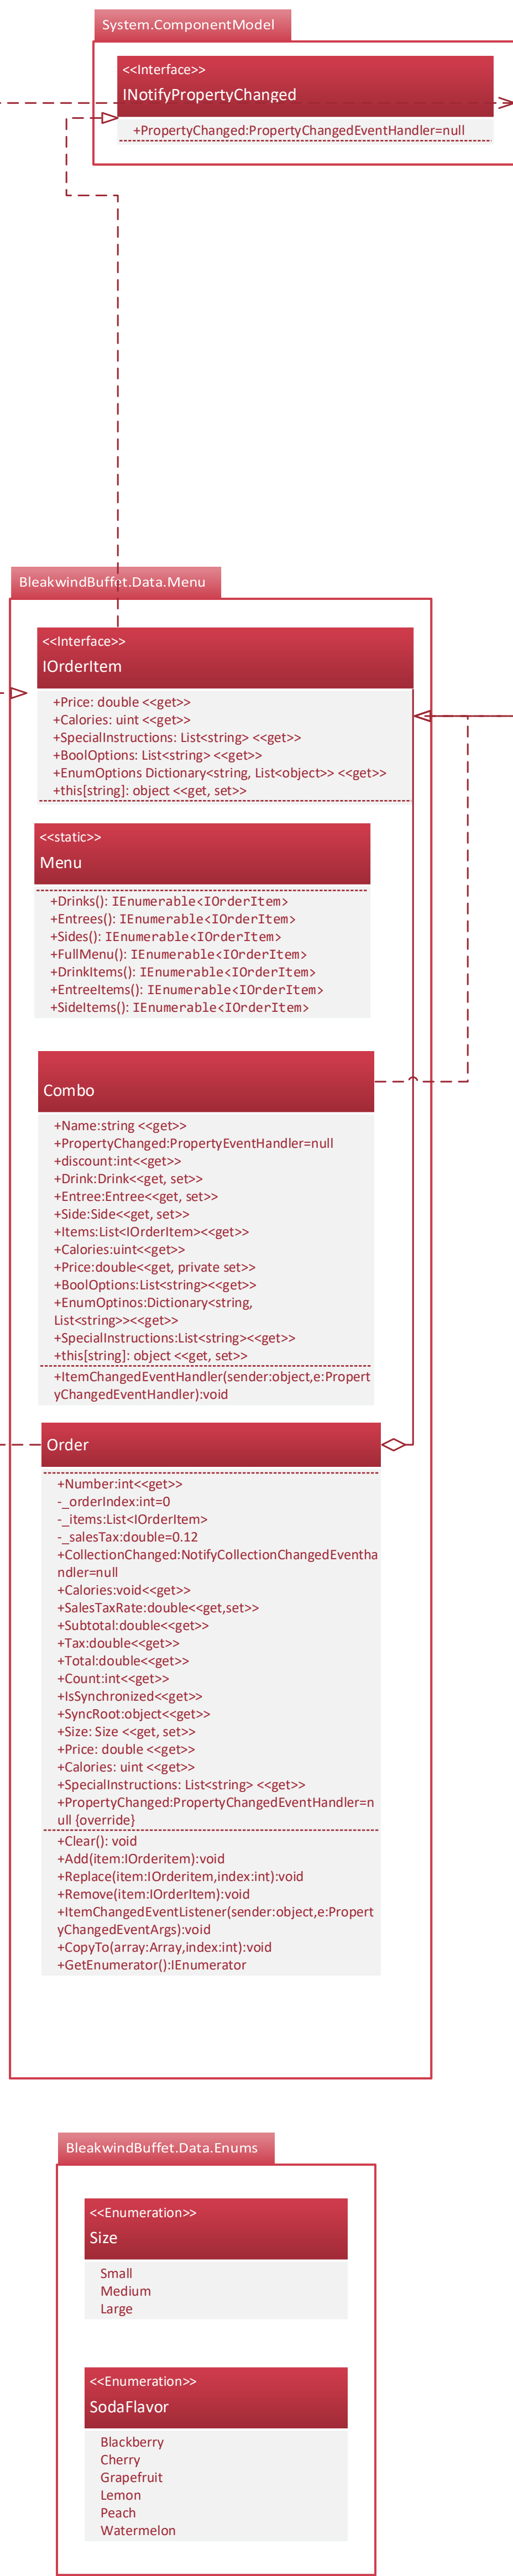 System.ComponentModel
<<Interface>>
INotifyPropertyChanged
+PropertyChanged:PropertyChangedEventHandler=null
BleakwindBuffet.Data.Menu
<<Interface>>
IOrderItem
+Price: double <<get>>
+Calories: uint <<get>>
+SpecialInstructions: List<string> <<get>>
+BoolOptions: List<string> <<get>>
+EnumOptions Dictionary<string, List<object>> <<get>>
+this[string]: object <<get, set>>
<<static>>
Menu
+Drinks(): IEnumerable<IOrderItem>
+Entrees(): IEnumerable<IOrderItem>
+Sides(): IEnumerable<IOrderItem>
+FullMenu(): IEnumerable<IOrderItem>
+DrinkItems(): IEnumerable<IOrderItem>
+EntreeItems(): IEnumerable<IOrderItem>
+SideItems(): IEnumerable<IOrderItem>
Combo
+Name:string <<get>>
+PropertyChanged:PropertyEventHandler=null
+discount:int<<get>>
+Drink:Drink<<get, set>>
+Entree:Entree<<get, set>>
+Side:Side<<get, set>>
+Items:List<IOrderItem><<get>>
+Calories:uint<<get>>
+Price:double<<get, private set>>
+BoolOptions:List<string><<get>>
+EnumOptinos:Dictionary<string,
List<string>><<get>>
+SpecialInstructions:List<string><<get>>
+this[string]: object <<get, set>>
+ItemChangedEventHandler(sender:object,e:Propert
yChangedEventHandler):void
Order
+Number:int<<get>>
-_orderIndex:int=0
-_items:List<IOrderItem>
-_salesTax:double=0.12
+CollectionChanged:NotifyCollectionChangedEventha
ndler=null
+Calories:void<<get>>
+SalesTaxRate:double<<get,set>>
+Subtotal:double<<get>>
+Tax:double<<get>>
+Total:double<<get>>
+Count:int<<get>>
+IsSynchronized<<get>>
+SyncRoot:object<<get>>
+Size: Size <<get, set>>
+Price: double <<get>>
+Calories: uint <<get>>
+SpecialInstructions: List<string> <<get>>
+PropertyChanged:PropertyChangedEventHandler=n
ull {override}
+Clear(): void
+Add(item:IOrderitem):void
+Replace(item:IOrderitem,index:int):void
+Remove(item:IOrderItem):void
+ItemChangedEventListener(sender:object,e:Propert
yChangedEventArgs):void
+CopyTo(array:Array,index:int):void
+GetEnumerator():IEnumerator
BleakwindBuffet.Data.Enums
<<Enumeration>>
Size
Small
Medium
Large
<<Enumeration>>
SodaFlavor
Blackberry
Cherry
Grapefruit
Lemon
Peach
Watermelon